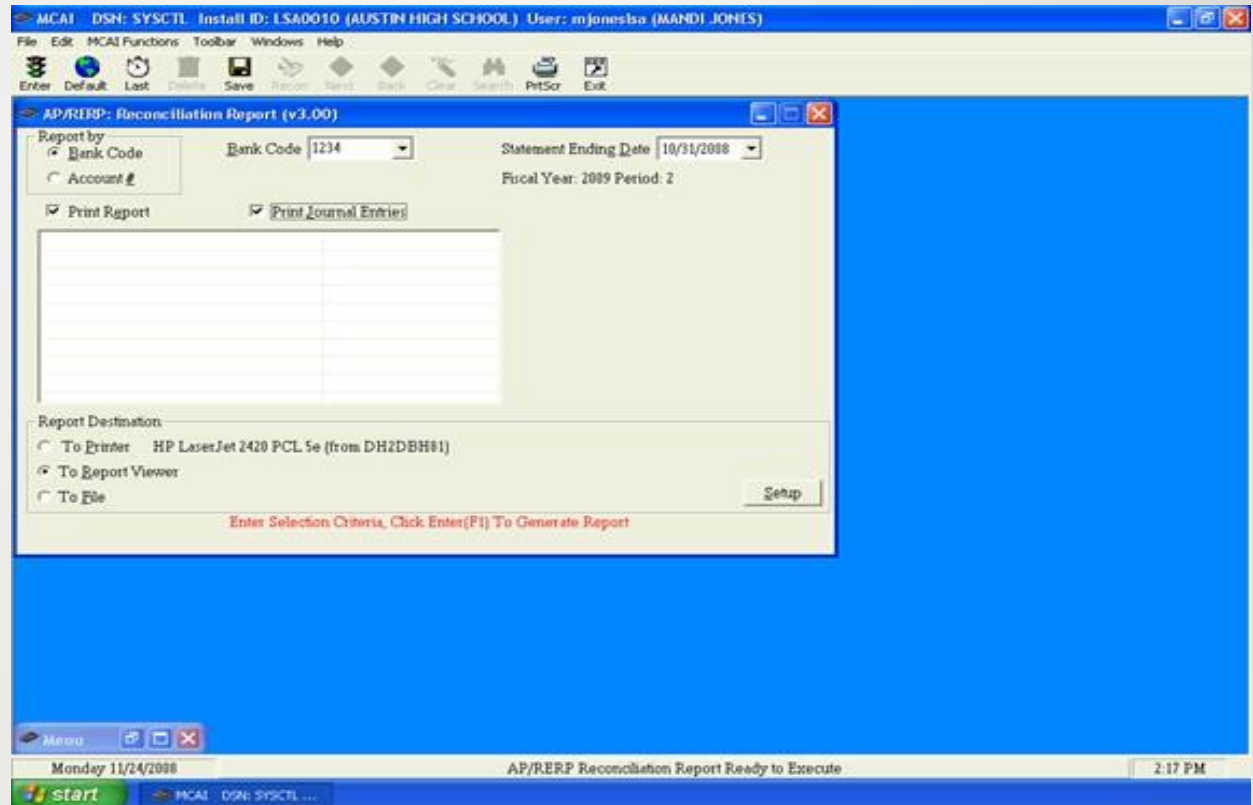 MCAI DSN: SYSCTL Install ID: LSA0010 (AUSTIN HIGH SCHOOL) User: mjoneslsa (MANDI JONES)
File Edit MCAI Functions Toolbar Windows Help
Enter Default Last Delete Save Recon Next Back Clear Search PrtScr Exit
AP/RERP: Reconciliation Report (v3.00)
Report by
Bank Code Bank Code 1234 Statement Ending Date 10/31/2008
Account # Fiscal Year: 2009 Period: 2
Print Report Print Journal Entries
Report Destination
To Printer HP LaserJet 2420 PCL 5e (from DH2DBH81)
To Report Viewer
To File Setup
Enter Selection Criteria, Click Enter(F1) To Generate Report
Menu
Monday 11/24/2008 AP/RERP Reconciliation Report Ready to Execute 2:17 PM
start MCAI DSN: SYSCTL ...